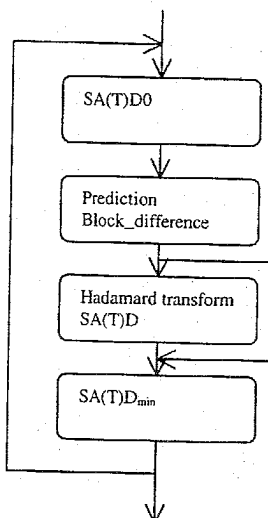 SA(T)D0
Prediction
Block_difference
Hadamard transform
SA(T)D
SA(T)Dmin